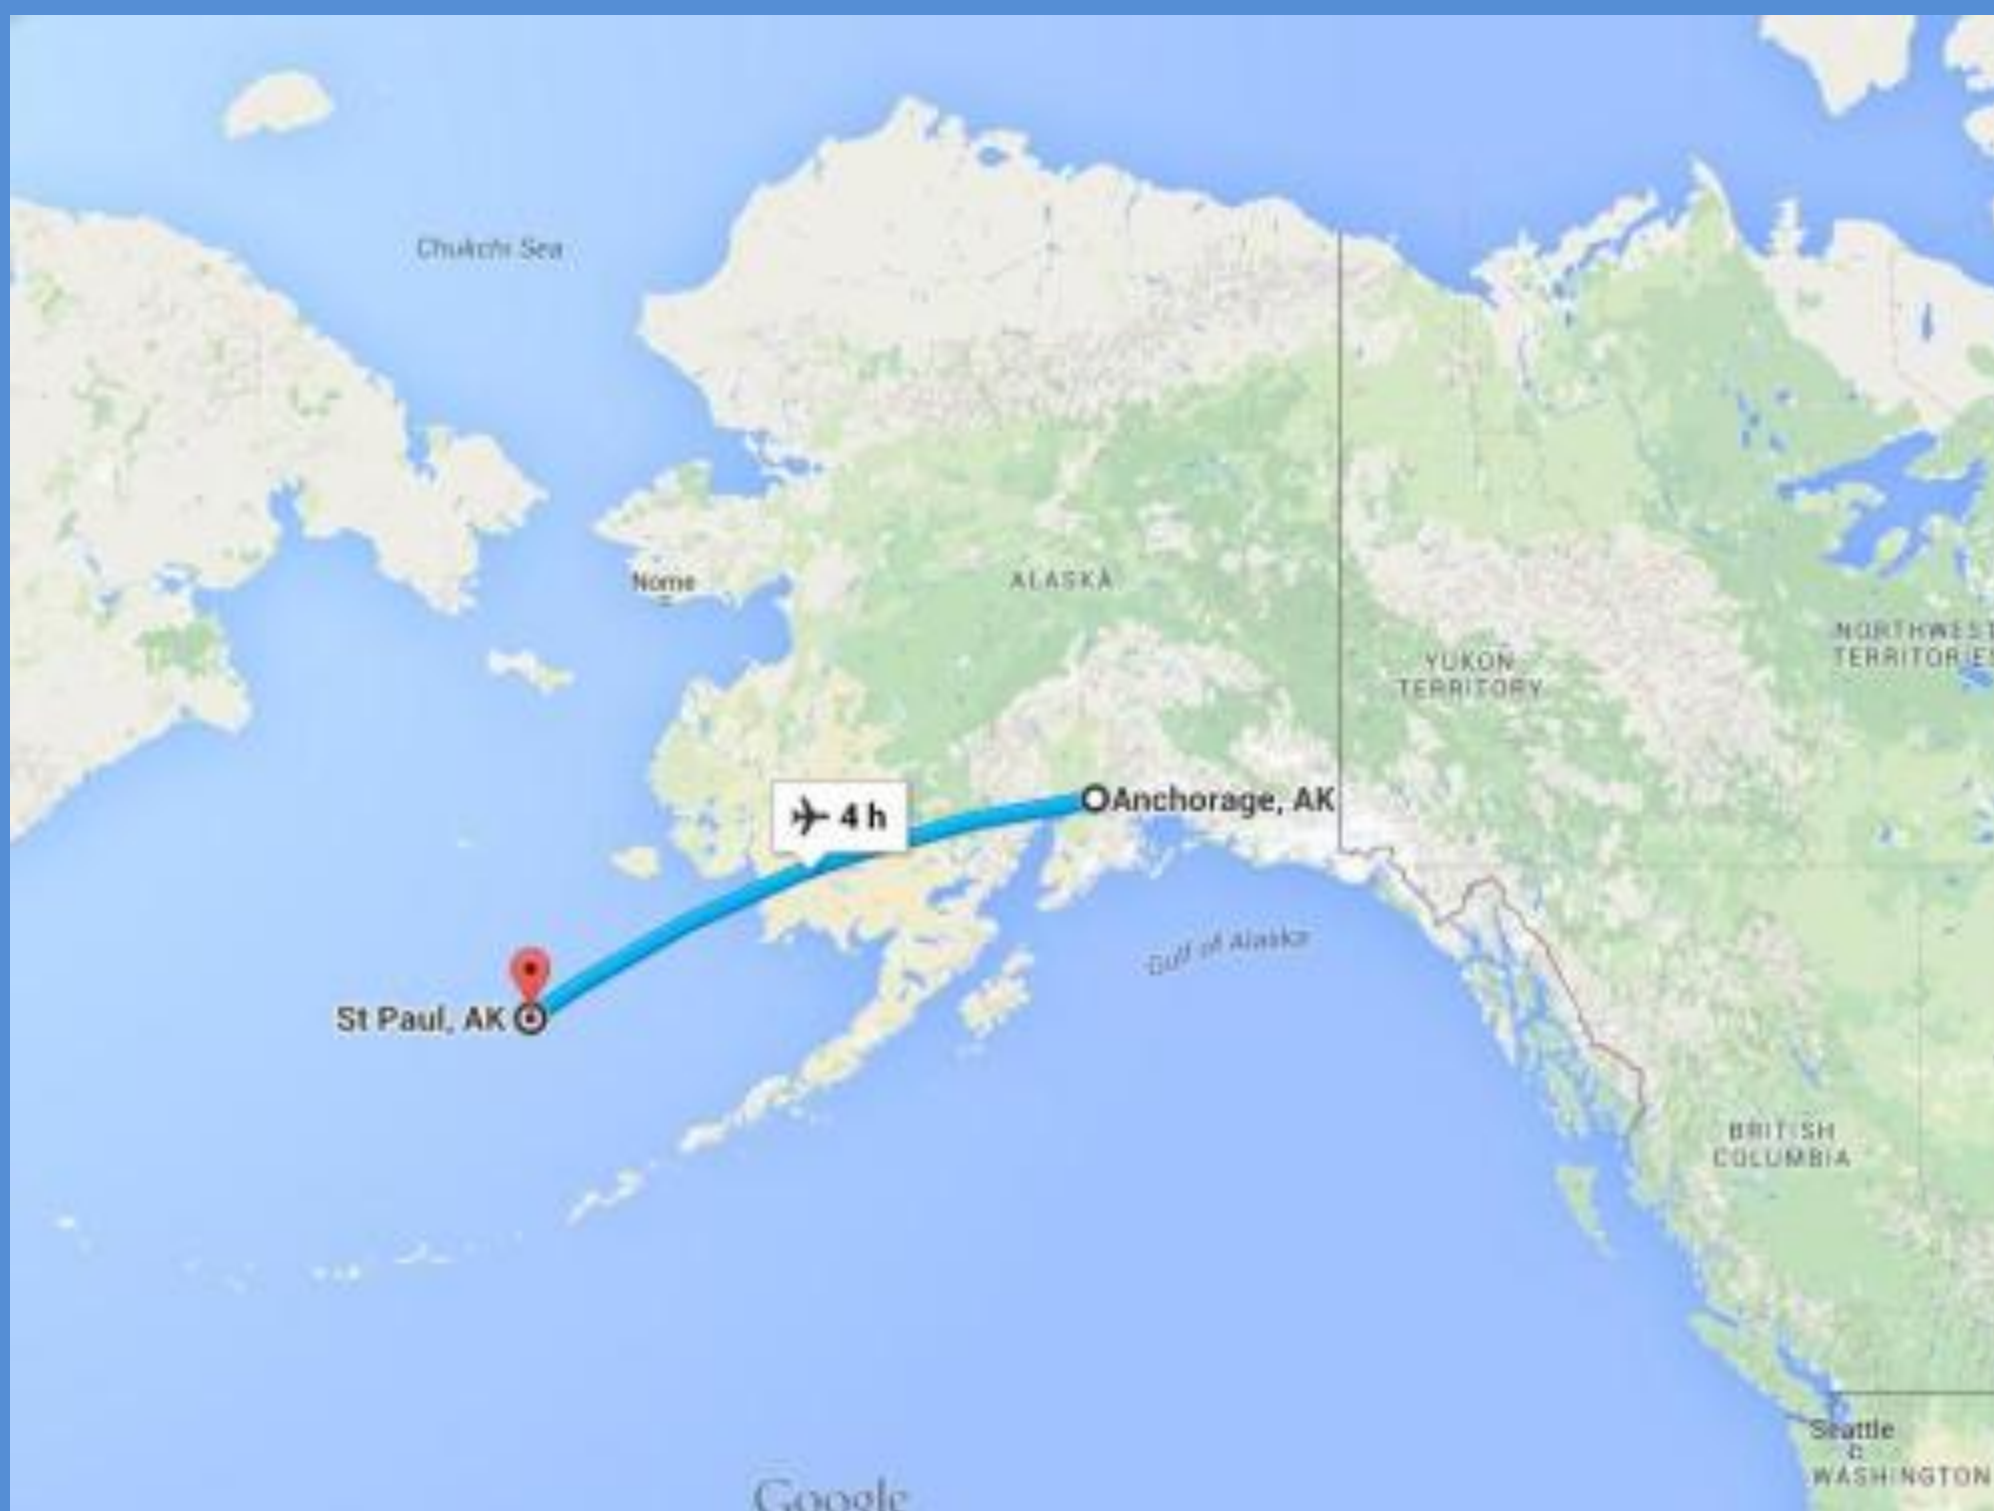 Chukchi Sea
Nome
ALASKA
YUKON
TERRITORY
NORTHWEST
TERRITORIES
4 h
Anchorage, AK
St Paul, AK
Gulf of Alaska
BRITISH
COLUMBIA
Seattle
WASHINGTON
Google